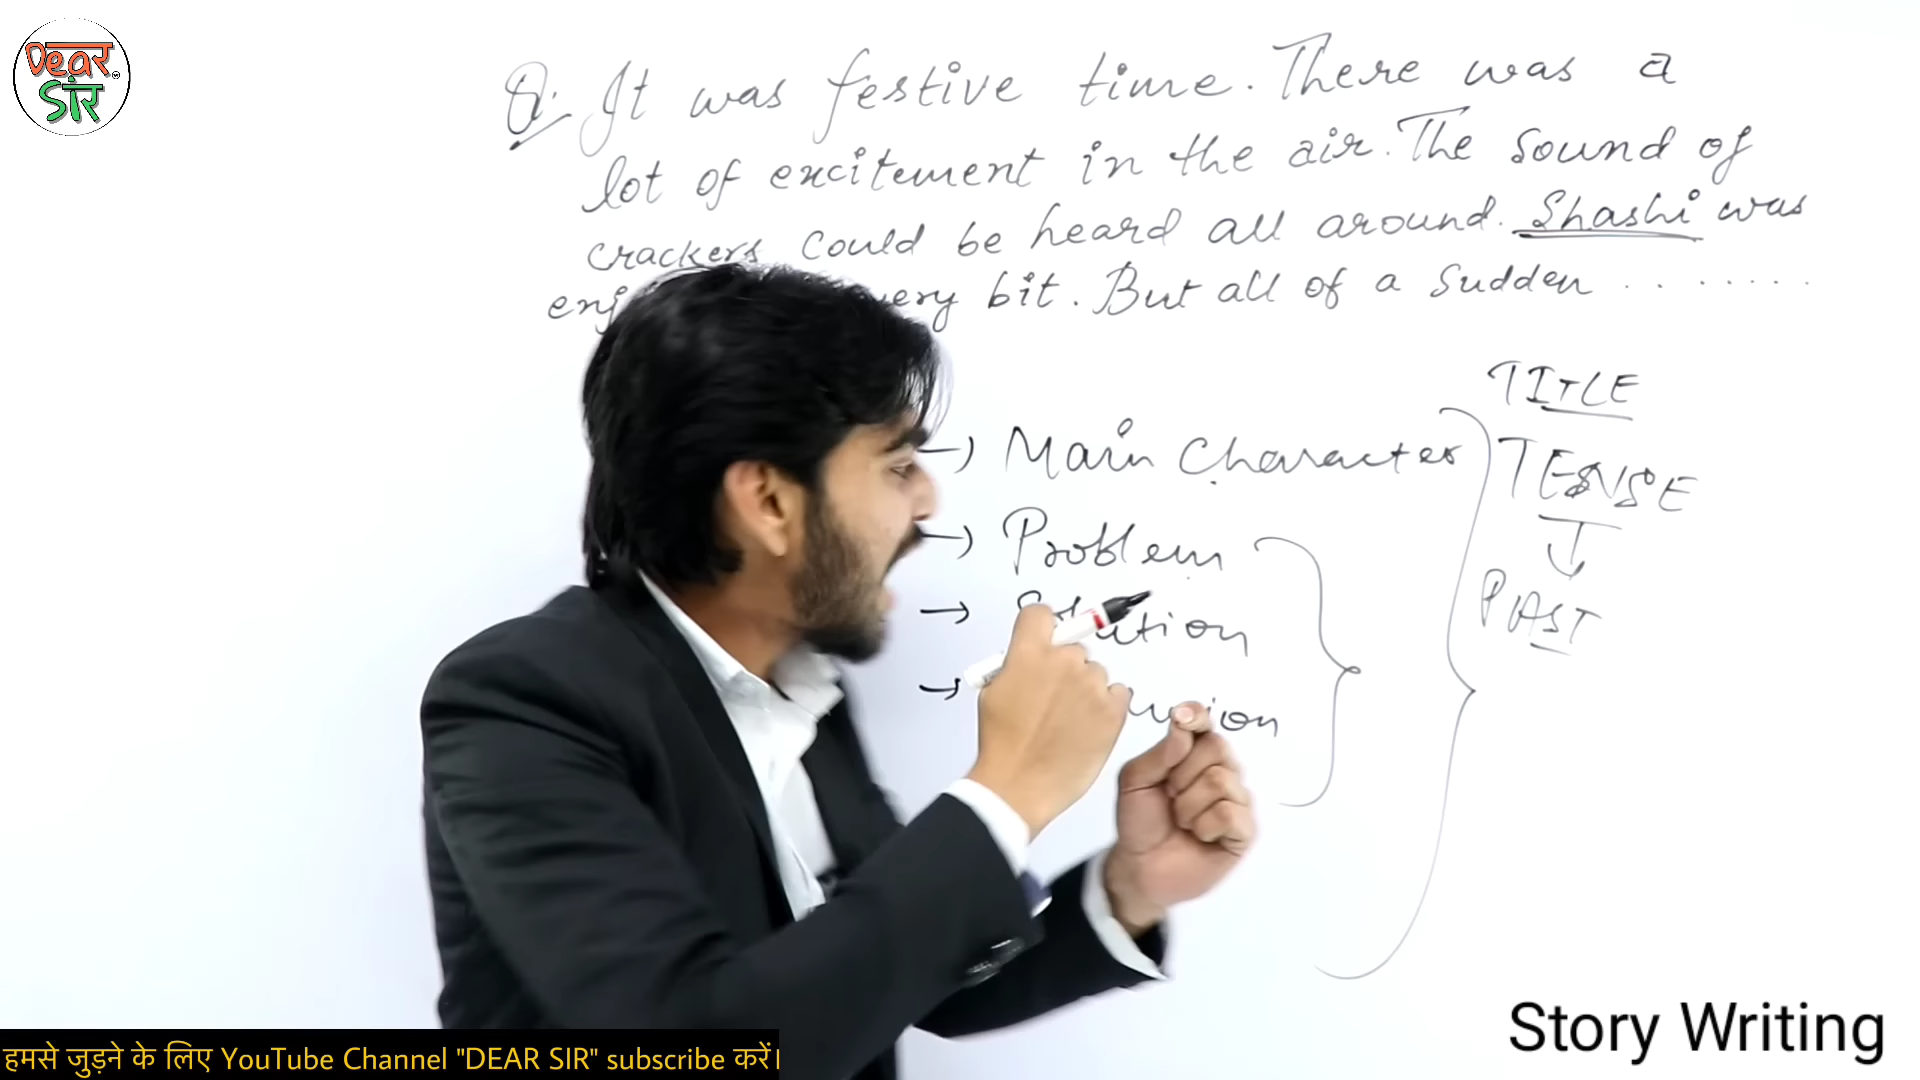 Dear
Sir
Q. It was festive time. There was a
lot of excitement in the air. The sound of
crackers could be heard all around. Shashi was
very bit. But all of a sudden ........
TITLE
→ Main Character
TENSE
→ Problem
↓
PAST
→ Solution
→
Story Writing
हमसे जुड़ने के लिए YouTube Channel "DEAR SIR" subscribe करें।